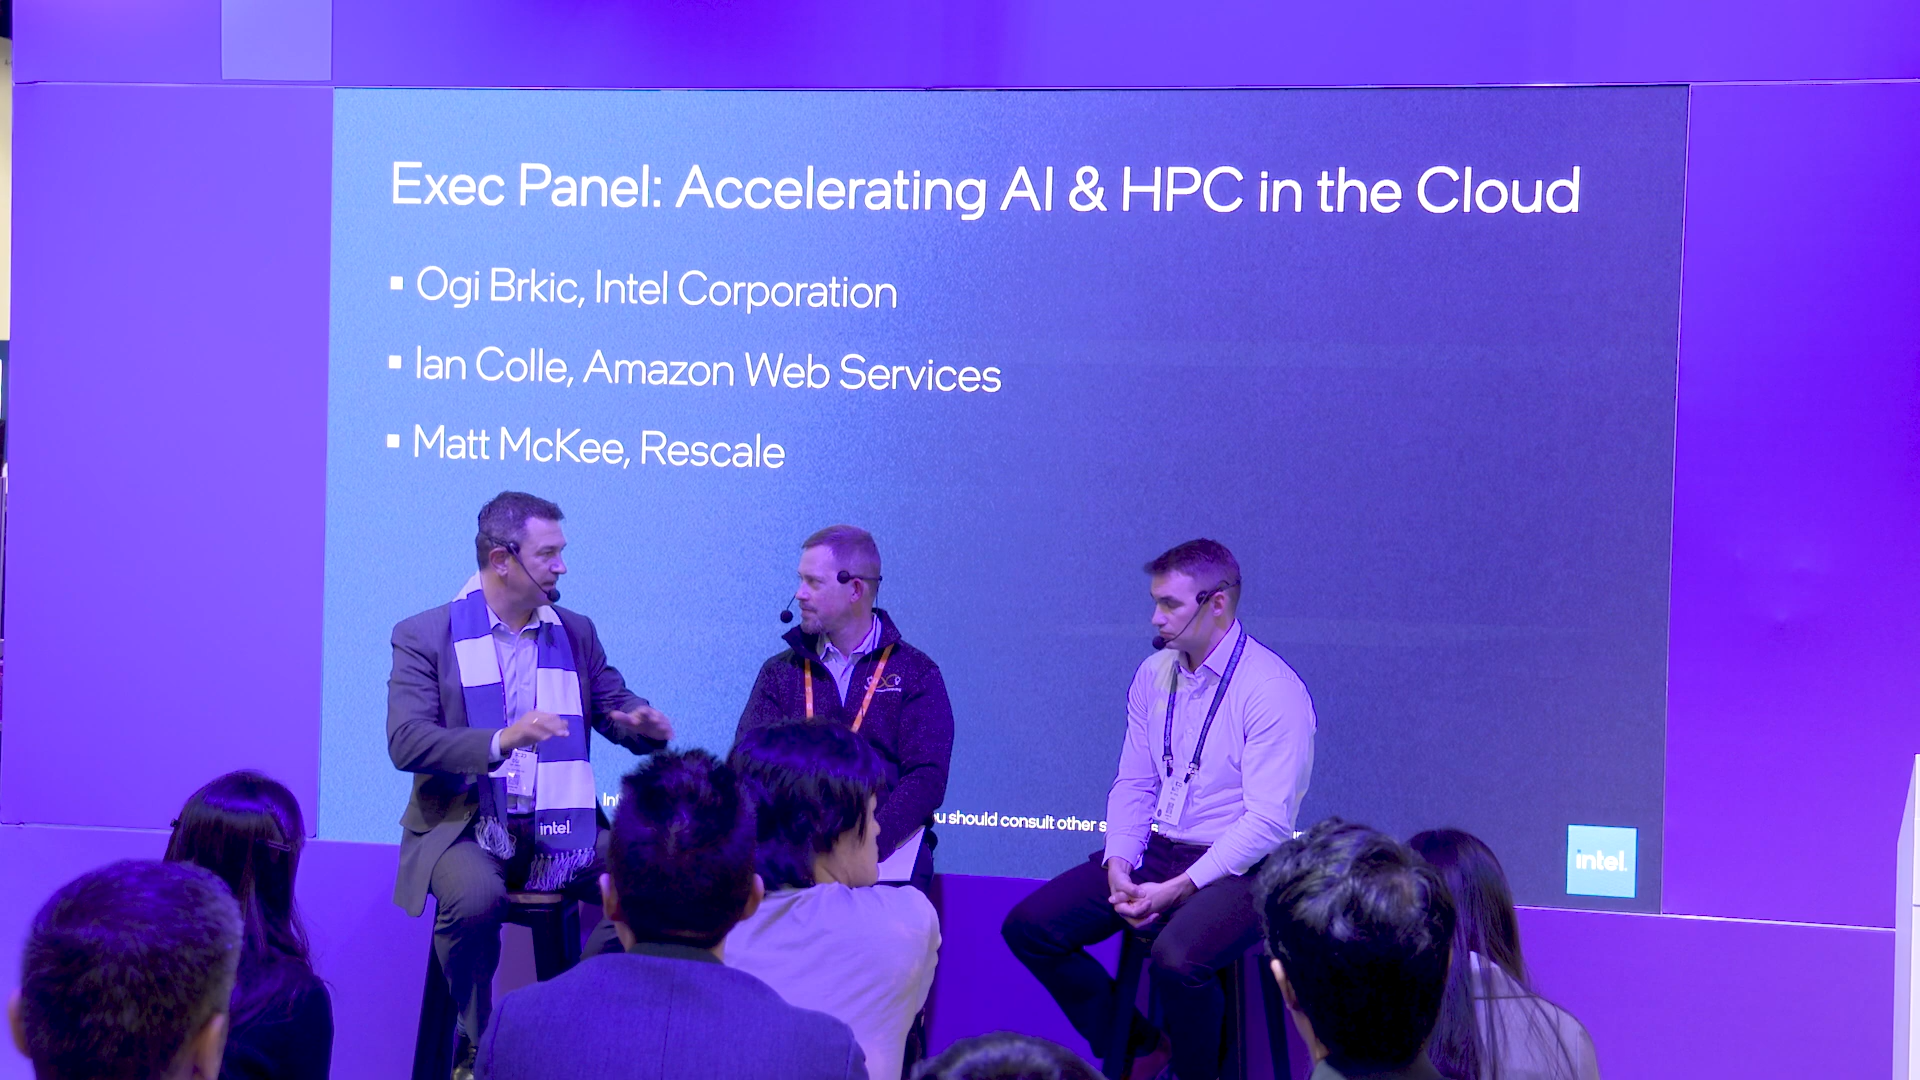 Exec Panel: Accelerating AI & HPC in the Cloud
▪ Ogi Brkic, Intel Corporation
▪ Ian Colle, Amazon Web Services
▪ Matt McKee, Rescale
should consult other
intel
intel.